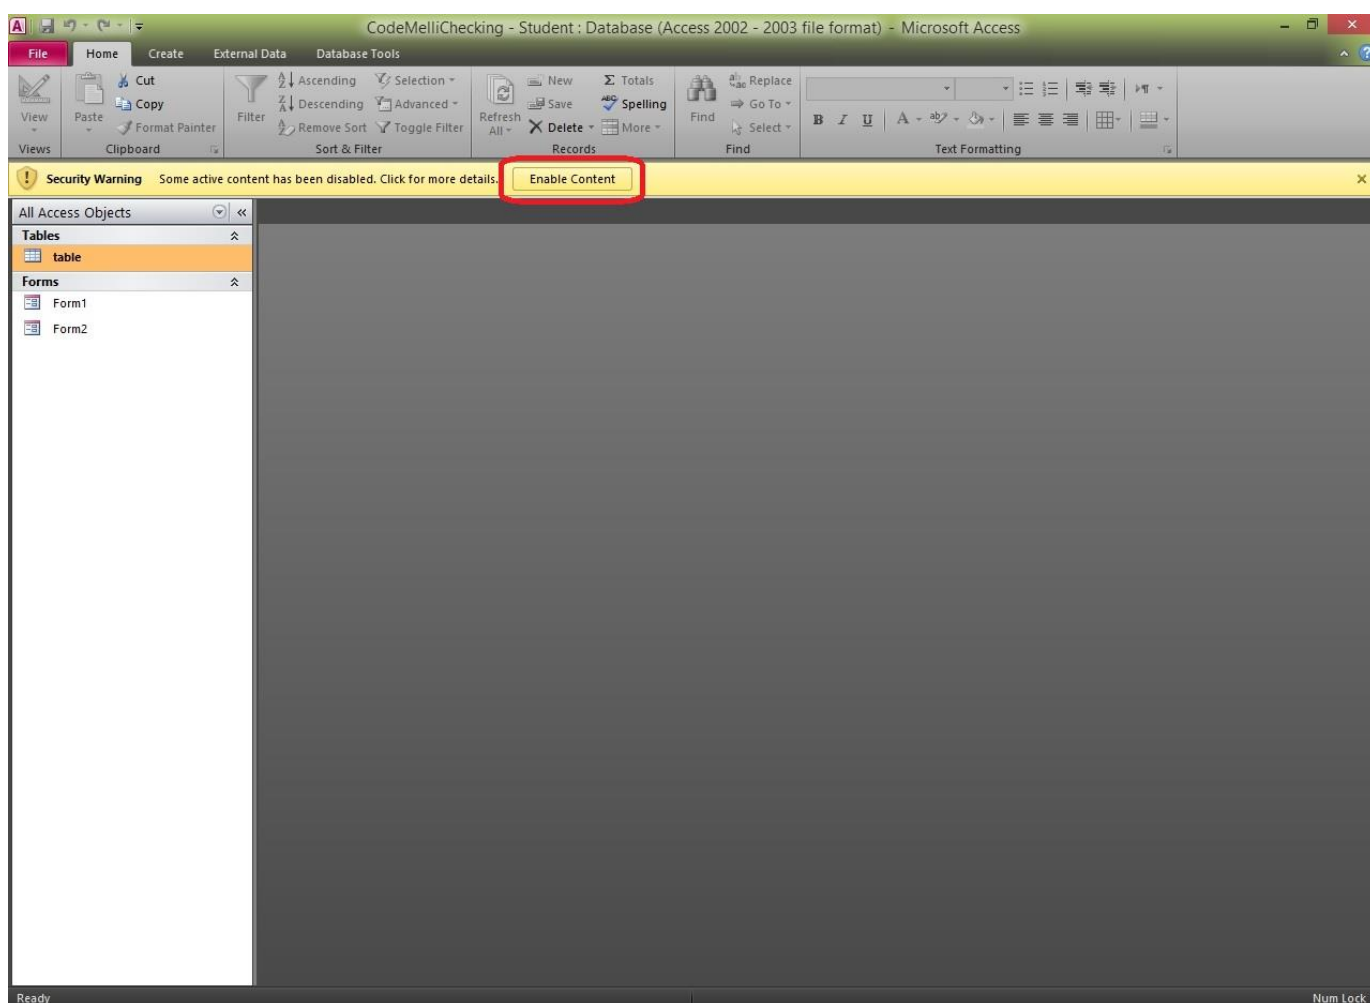 CodeMelliChecking - Student : Database (Access 2002 - 2003 file format) - Microsoft Access
File Home Create External Data Database Tools
View
Views
Paste
Cut
Copy
Format Painter
Clipboard
Filter
Ascending
Descending
Remove Sort
Selection
Advanced
Toggle Filter
Sort & Filter
Refresh
All
New
Save
Delete
Totals
Spelling
More
Records
Find
Replace
Go To
Select
Find
B I U A
Text Formatting
Security Warning Some active content has been disabled. Click for more details. Enable Content
All Access Objects
Tables
table
Forms
Form1
Form2
Ready Num Lock